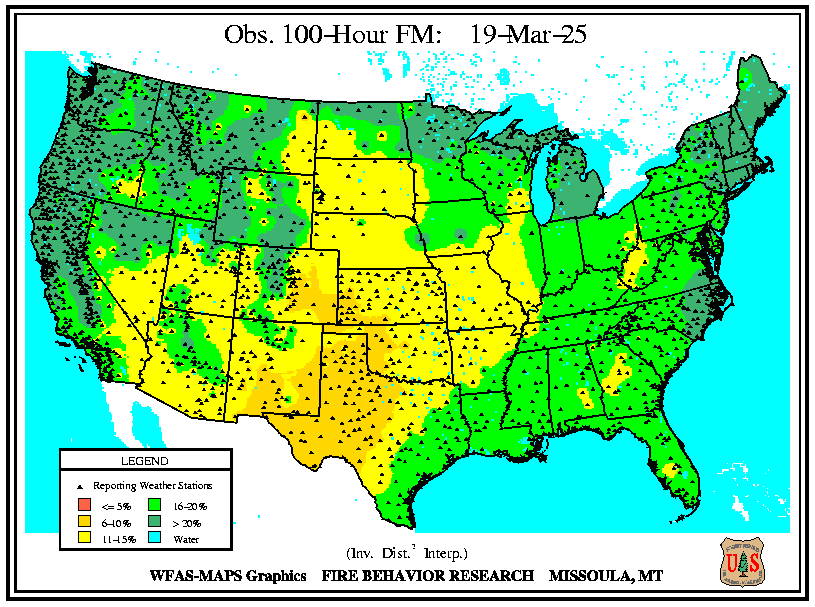 Obs. 100-Hour FM: 19-Mar-25
LEGEND
Reporting Weather Stations
<= 5% 16-20%
6-10% > 20%
11-15% Water
(Inv. Dist.² Interp.)
WFAS-MAPS Graphics FIRE BEHAVIOR RESEARCH MISSOULA, MT
U S